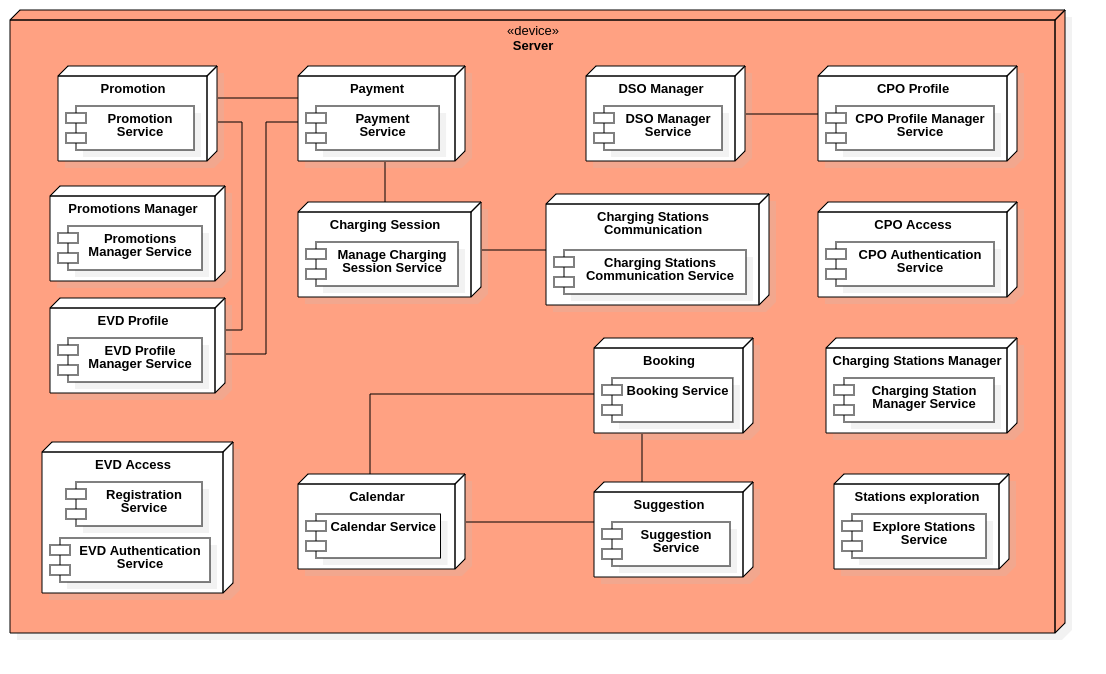 «device»
Server
Promotion
Promotion
Service
Payment
Payment
Service
DSO Manager
DSO Manager
Service
CPO Profile
CPO Profile Manager
Service
Promotions Manager
Promotions
Manager Service
Charging Session
Manage Charging
Session Service
Charging Stations
Communication
Charging Stations
Communication Service
CPO Access
CPO Authentication
Service
EVD Profile
EVD Profile
Manager Service
Booking
Booking Service
Charging Stations Manager
Charging Station
Manager Service
EVD Access
Registration
Service
EVD Authentication
Service
Calendar
Calendar Service
Suggestion
Suggestion
Service
Stations exploration
Explore Stations
Service